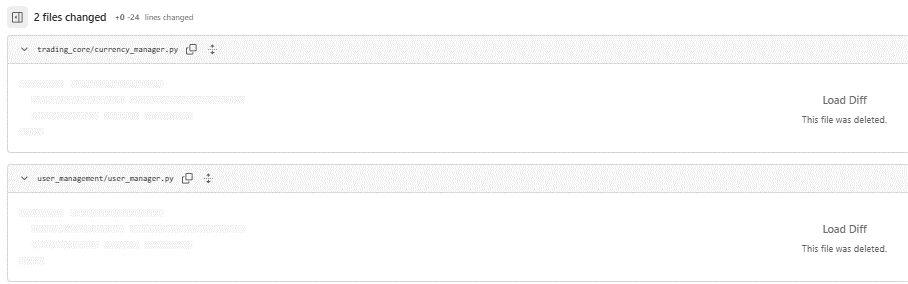 2 files changed +0 -24 lines changed
trading_core/currency_manager.py
Load Diff
This file was deleted.
user_management/user_manager.py
Load Diff
This file was deleted.